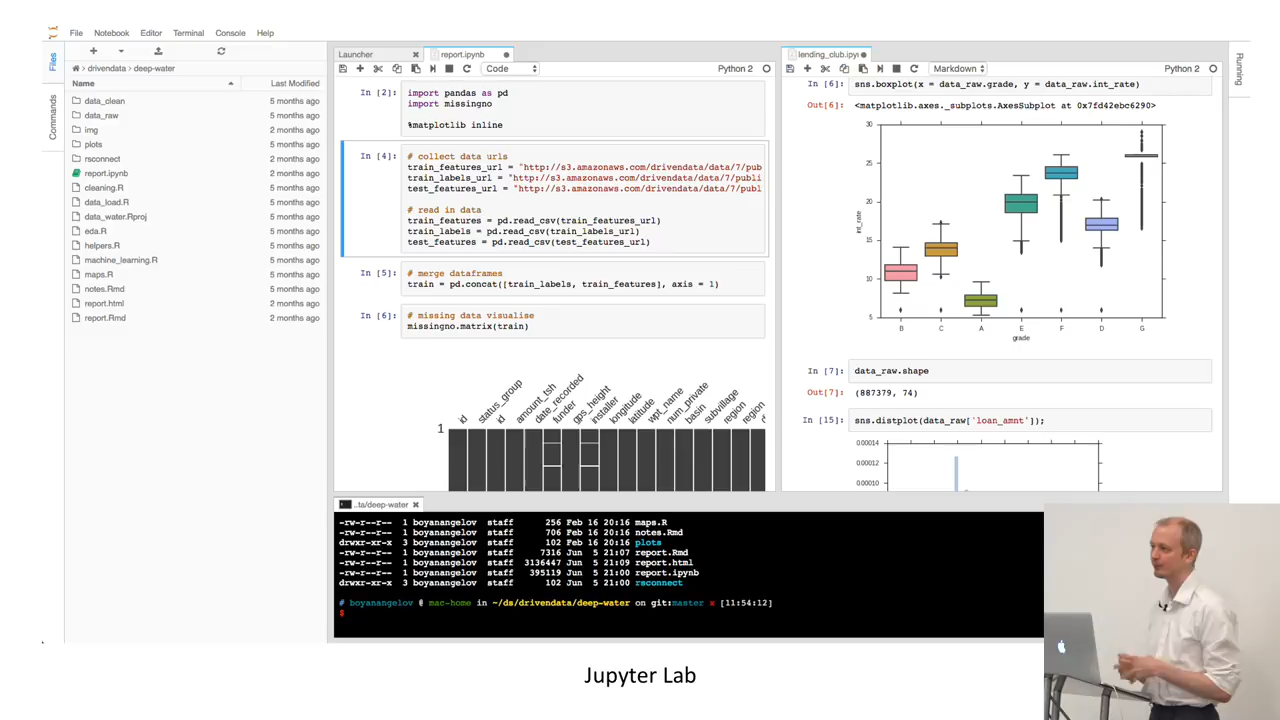 File Notebook Editor Terminal Console Help
Files
Commands
drivendata > deep-water
Name Last Modified
data_clean 5 months ago
data_raw 5 months ago
img 2 months ago
plots 5 months ago
rsconnect 2 months ago
report.ipynb 2 months ago
cleaning.R 5 months ago
data_load.R 5 months ago
data_water.Rproj 5 months ago
eda.R 5 months ago
helpers.R 5 months ago
machine_learning.R 5 months ago
maps.R 5 months ago
notes.Rmd 5 months ago
report.html 2 months ago
report.Rmd 2 months ago
Launcher
report.ipynb
Code
Python 2
In [2]: import pandas as pd
import missingno
%matplotlib inline
In [4]: # collect data urls
train_features_url = "http://s3.amazonaws.com/drivendata/data/7/pub
train_labels_url = "http://s3.amazonaws.com/drivendata/data/7/publi
test_features_url = "http://s3.amazonaws.com/drivendata/data/7/publ
# read in data
train_features = pd.read_csv(train_features_url)
train_labels = pd.read_csv(train_labels_url)
test_features = pd.read_csv(test_features_url)
In [5]: # merge dataframes
train = pd.concat([train_labels, train_features], axis = 1)
In [6]: # missing data visualise
missingno.matrix(train)
id status_group id amount_tsh date_recorded funder gps_height installer longitude latitude wpt_name num_private basin subvillage region region
1
lending_club.ipyn
Markdown
Python 2
Running
In [6]: sns.boxplot(x = data_raw.grade, y = data_raw.int_rate)
Out[6]: <matplotlib.axes._subplots.AxesSubplot at 0x7fd42ebc6290>
30
25
20
15
10
5
int_rate
B C A E F D G
grade
In [7]: data_raw.shape
Out[7]: (887379, 74)
In [15]: sns.distplot(data_raw['loan_amnt']);
0.00014
0.00012
0.00010
..ta/deep-water
-rw-r--r-- 1 boyanangelov staff 256 Feb 16 20:16 maps.R
-rw-r--r-- 1 boyanangelov staff 706 Feb 16 20:16 notes.Rmd
drwxr-xr-x 3 boyanangelov staff 102 Feb 16 20:16 plots
-rw-r--r-- 1 boyanangelov staff 7316 Jun 5 21:07 report.Rmd
-rw-r--r-- 1 boyanangelov staff 3136447 Jun 5 21:09 report.html
-rw-r--r-- 1 boyanangelov staff 395119 Jun 5 21:00 report.ipynb
drwxr-xr-x 3 boyanangelov staff 102 Jun 5 21:00 rsconnect
# boyanangelov @ mac-home in ~/ds/drivendata/deep-water on git:master x [11:54:12]
$
Jupyter Lab